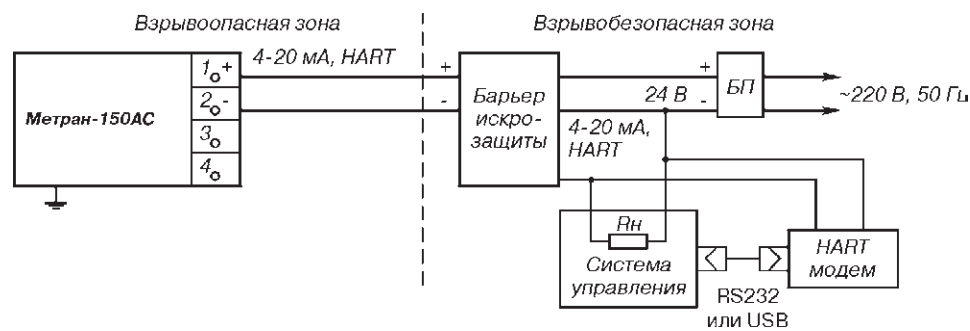 Взрывоопасная зона
Взрывобезопасная зона
4-20 мА, HART
Метран-150АС
1 +
2 -
3
4
+
-
Барьер
искро-
защиты
+
24 В -
БП
~220 В, 50 Гц
4-20 мА,
HART
Rн
Система
управления
RS232
или USB
HART
модем